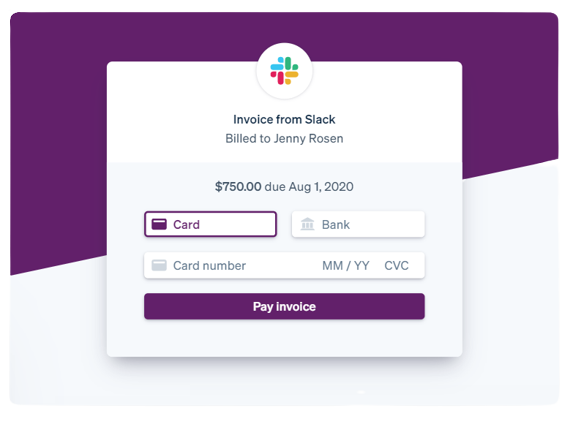 Invoice from Slack
Billed to Jenny Rosen
$750.00 due Aug 1, 2020
Card
Bank
Card number MM / YY CVC
Pay invoice